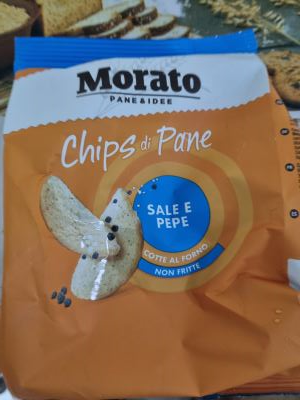 Morato
PANE & IDEE
Chips di Pane
SALE E
PEPE
COTTE AL FORNO
NON FRITTE